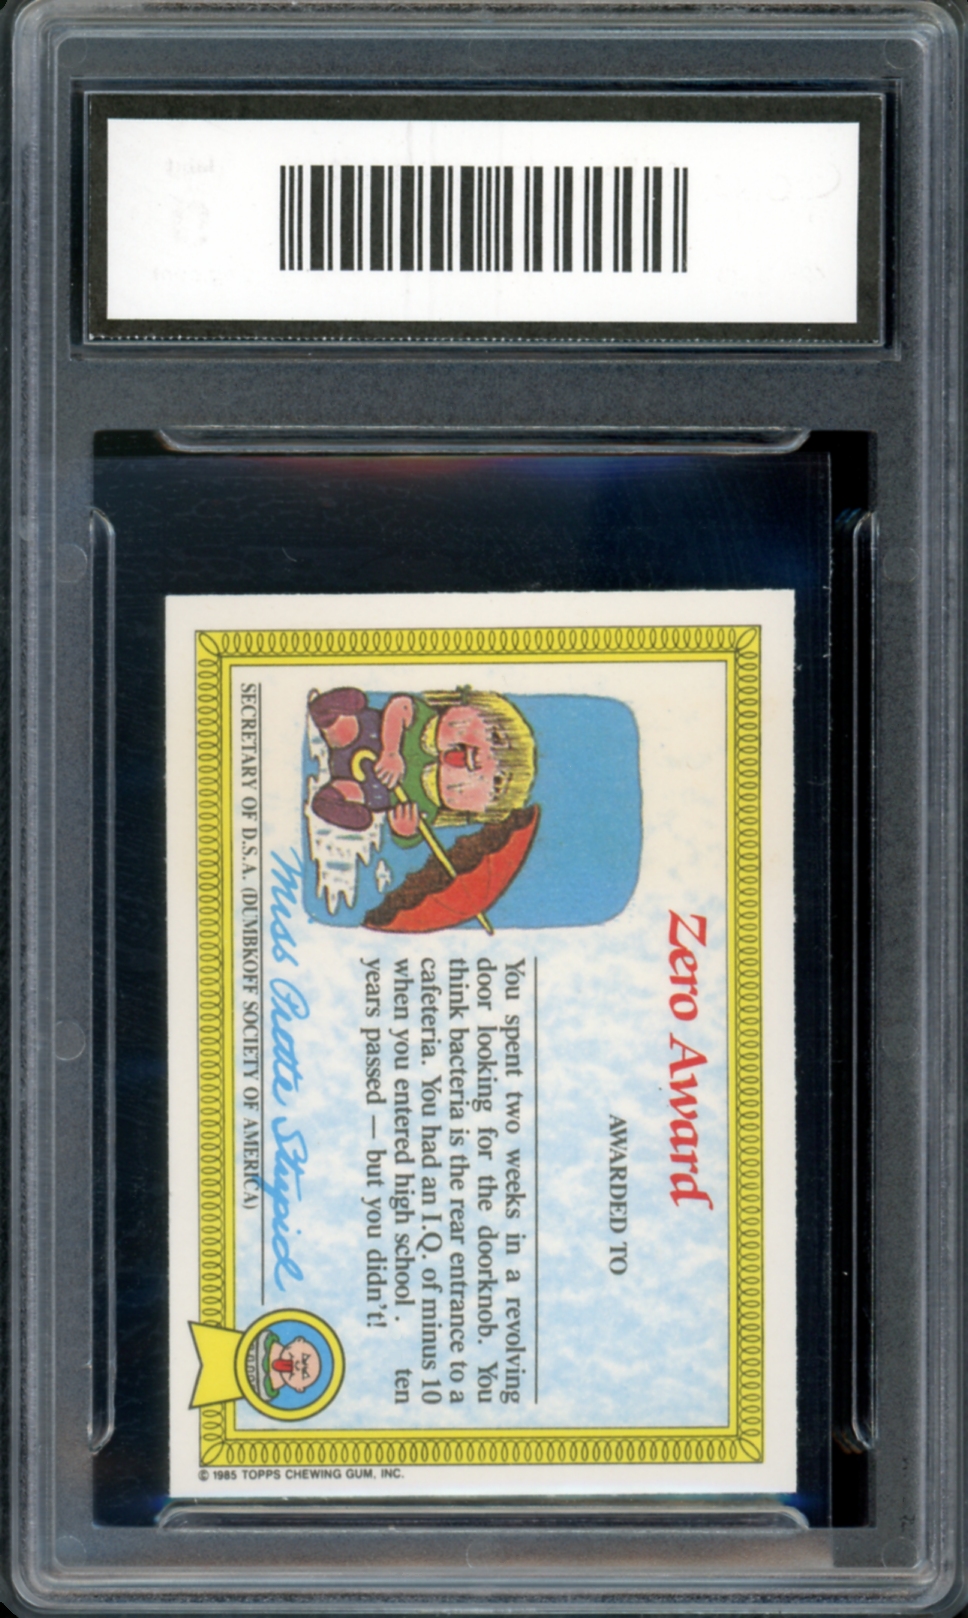 Zero Award
AWARDED TO
You spent two weeks in a revolving
door looking for the doorknob. You
think bacteria is the rear entrance to a
cafeteria. You had an I.Q. of minus 10
when you entered high school . ten
years passed — but you didn't!
Miss Protta Stupid
SECRETARY OF D.S.A. (DUMBKOFF SOCIETY OF AMERICA)
© 1985 TOPPS CHEWING GUM, INC.